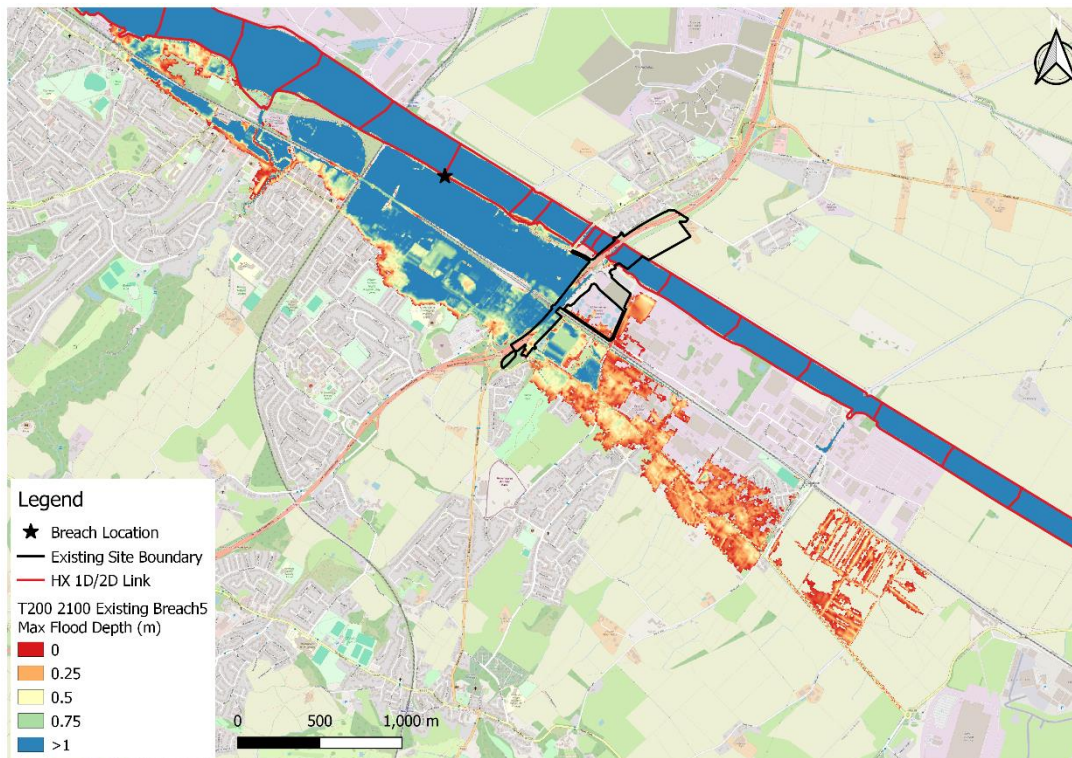 N
Legend
Breach Location
Existing Site Boundary
HX 1D/2D Link
T200 2100 Existing Breach5
Max Flood Depth (m)
0
0.25
0.5
0.75
>1
0 500 1,000 m